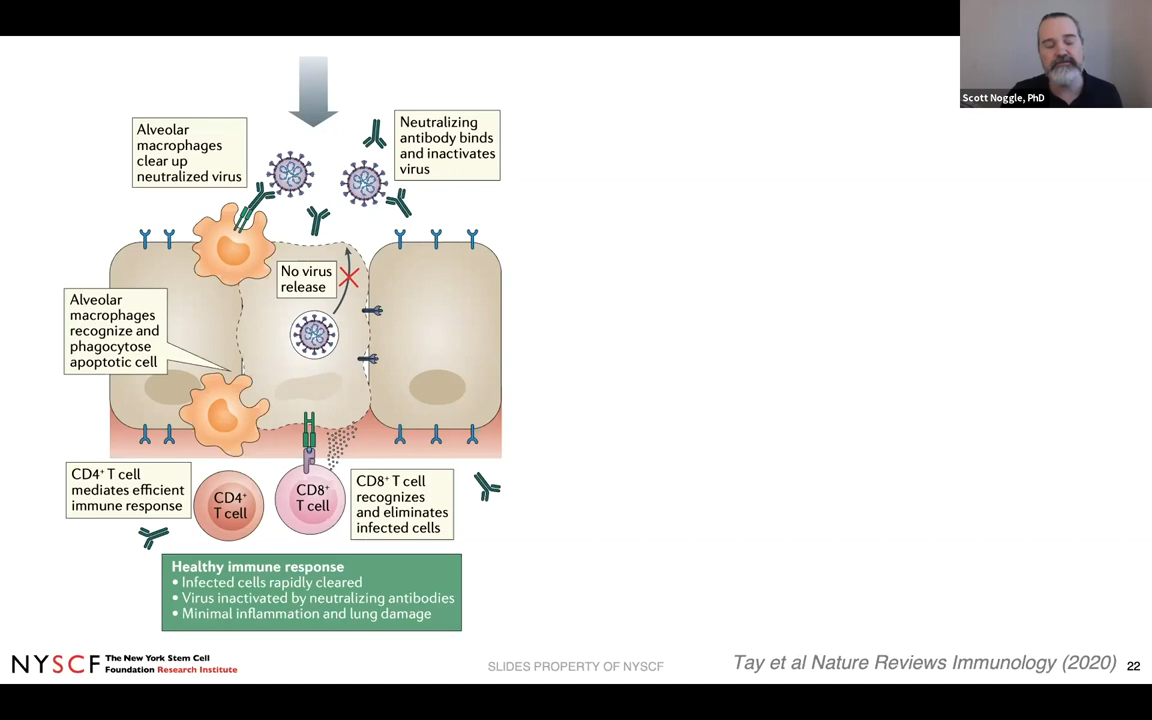 Scott Noggle, PhD
Alveolar
macrophages
clear up
neutralized virus
Neutralizing
antibody binds
and inactivates
virus
No virus
release
Alveolar
macrophages
recognize and
phagocytose
apoptotic cell
CD4⁺ T cell
mediates efficient
immune response
CD4⁺
T cell
CD8⁺
T cell
CD8⁺ T cell
recognizes
and eliminates
infected cells
Healthy immune response
• Infected cells rapidly cleared
• Virus inactivated by neutralizing antibodies
• Minimal inflammation and lung damage
NYSCF The New York Stem Cell
Foundation Research Institute
SLIDES PROPERTY OF NYSCF
Tay et al Nature Reviews Immunology (2020)
22